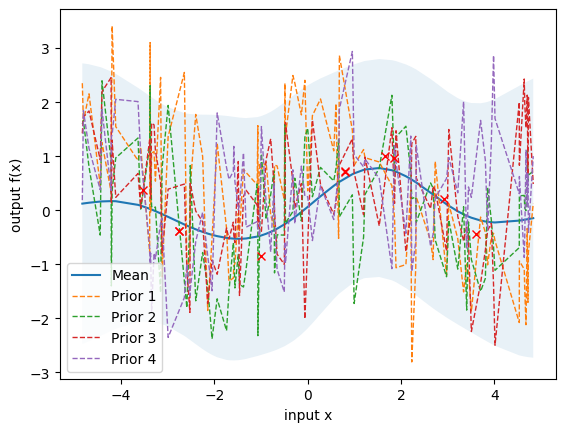 3
2
1
0
−1
−2
−3
output f(x)
Mean
Prior 1
Prior 2
Prior 3
Prior 4
−4
−2
0
2
4
input x